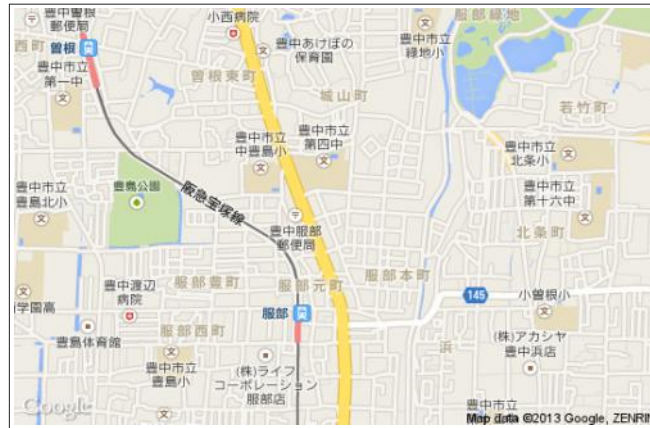 豊中曽根
郵便局
西町
曽根
豊中市立
第一中
小西病院
豊中あけぼの
保育園
曽根東町
城山町
豊中市立
緑地小
服部緑地
若竹町
豊中市立
中豊島小
豊中市立
第四中
豊中市立
北条小
豊中市立
第十六中
北条町
豊中市立
豊島北小
豊島公園
阪急宝塚線
豊中服部
郵便局
豊中渡辺
病院
服部豊町
服部元町
服部本町
145
小曽根小
学園高
豊島体育館
服部西町
服部
浜
(株)アカシヤ
豊中浜店
豊中市立
豊島小
(株)ライフ
コーポレーション
服部店
豊中市立
Google
Map data ©2013 Google, ZENRIN